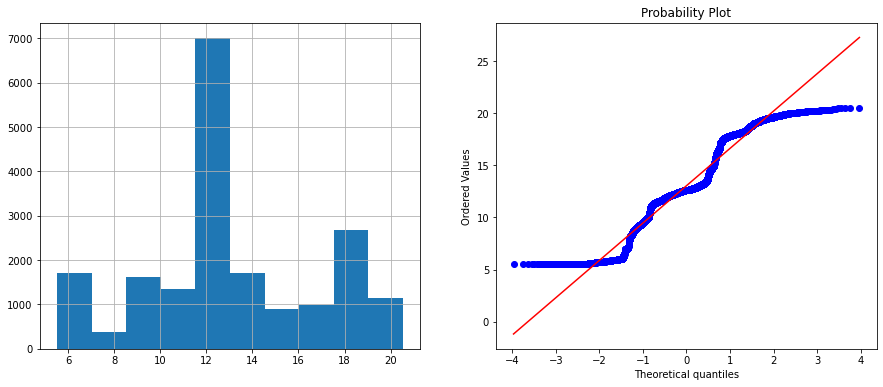 7000
6000
5000
4000
3000
2000
1000
0
6 8 10 12 14 16 18 20
Probability Plot
Ordered Values
25
20
15
10
5
0
−4 −3 −2 −1 0 1 2 3 4
Theoretical quantiles